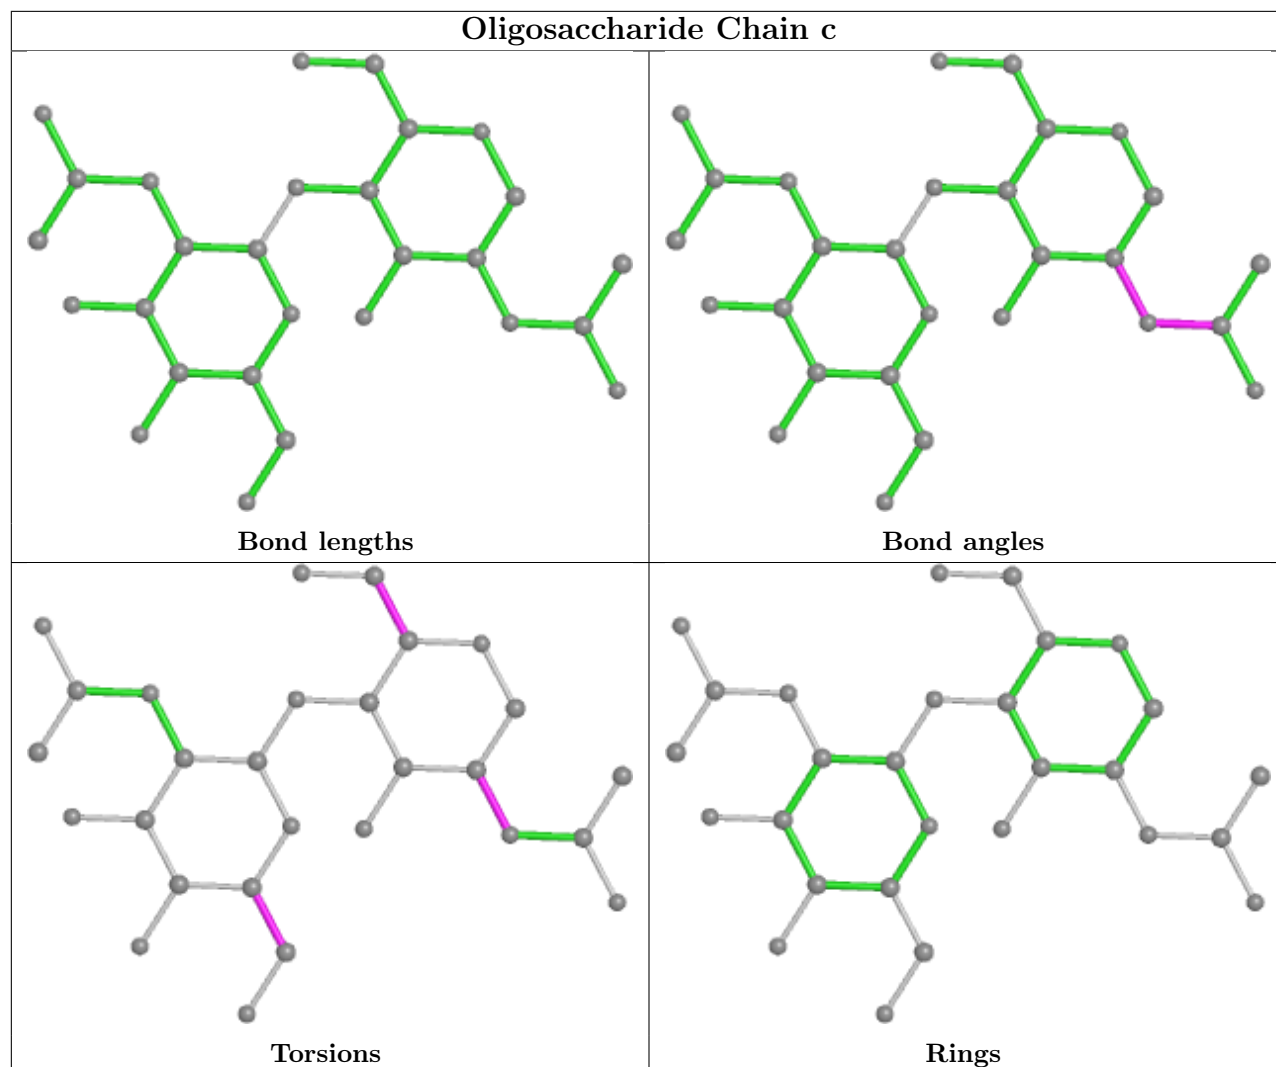 Oligosaccharide Chain c
Bond lengths
Bond angles
Torsions
Rings